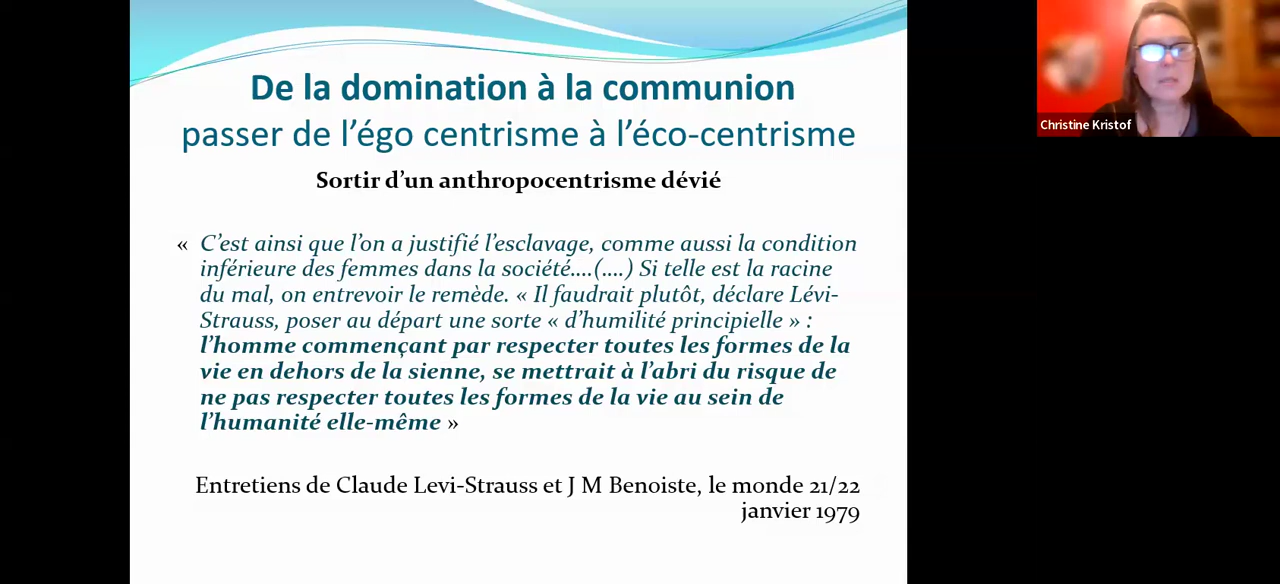 De la domination à la communion
passer de l’égo centrisme à l’éco-centrisme
Sortir d’un anthropocentrisme dévié
« C’est ainsi que l’on a justifié l’esclavage, comme aussi la condition
inférieure des femmes dans la société....(....) Si telle est la racine
du mal, on entrevoir le remède. « Il faudrait plutôt, déclare Lévi-
Strauss, poser au départ une sorte « d’humilité principielle » :
l’homme commençant par respecter toutes les formes de la
vie en dehors de la sienne, se mettrait à l’abri du risque de
ne pas respecter toutes les formes de la vie au sein de
l’humanité elle-même »
Entretiens de Claude Levi-Strauss et J M Benoiste, le monde 21/22
janvier 1979
Christine Kristof